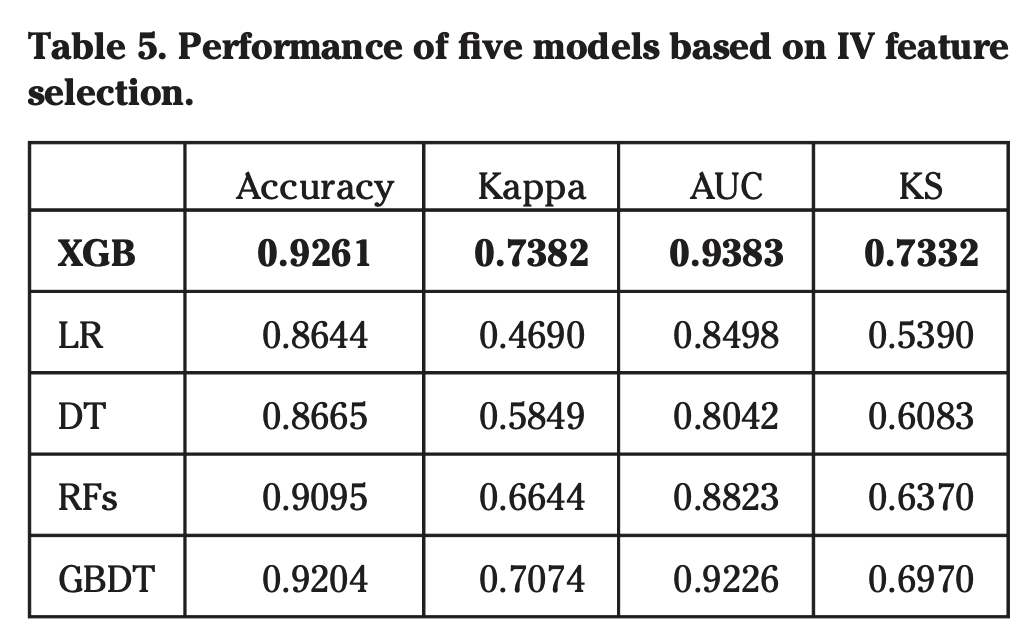 Table 5. Performance of five models based on IV feature
selection.
Accuracy Kappa AUC KS
XGB 0.9261 0.7382 0.9383 0.7332
LR 0.8644 0.4690 0.8498 0.5390
DT 0.8665 0.5849 0.8042 0.6083
RFs 0.9095 0.6644 0.8823 0.6370
GBDT 0.9204 0.7074 0.9226 0.6970